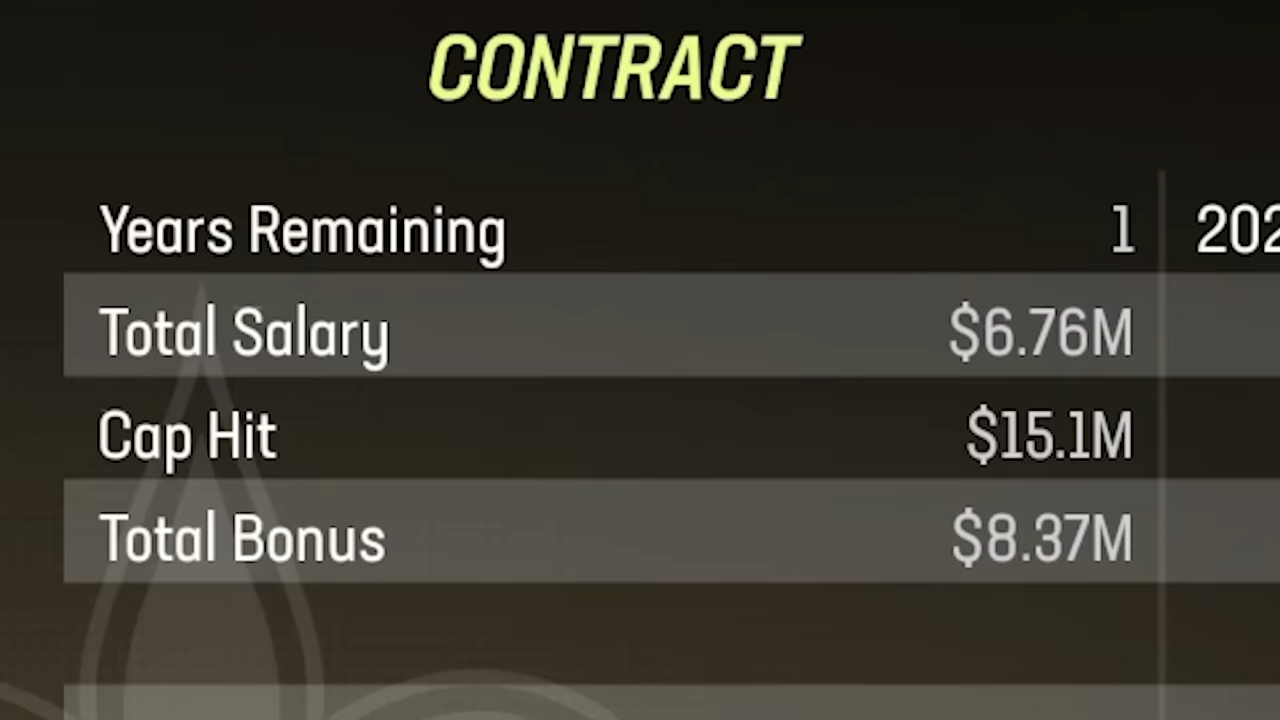 CONTRACT
Years Remaining 1
Total Salary $6.76M
Cap Hit $15.1M
Total Bonus $8.37M